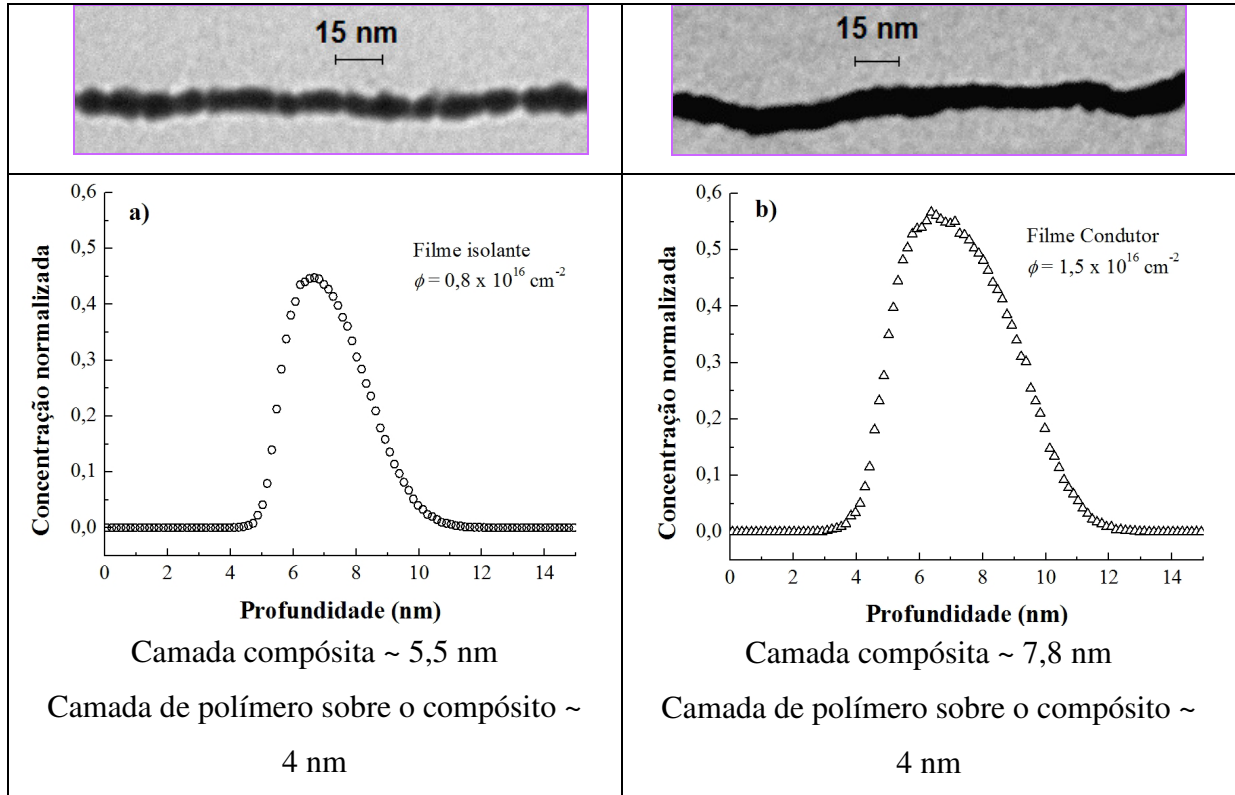 15 nm
15 nm
a)
Filme isolante
ϕ = 0,8 x 10¹⁶ cm⁻²
Concentração normalizada
0,6
0,5
0,4
0,3
0,2
0,1
0,0
0 2 4 6 8 10 12 14
Profundidade (nm)
Camada compósita ~ 5,5 nm
Camada de polímero sobre o compósito ~
4 nm
b)
Filme Condutor
ϕ = 1,5 x 10¹⁶ cm⁻²
Concentração normalizada
0,6
0,5
0,4
0,3
0,2
0,1
0,0
0 2 4 6 8 10 12 14
Profundidade (nm)
Camada compósita ~ 7,8 nm
Camada de polímero sobre o compósito ~
4 nm